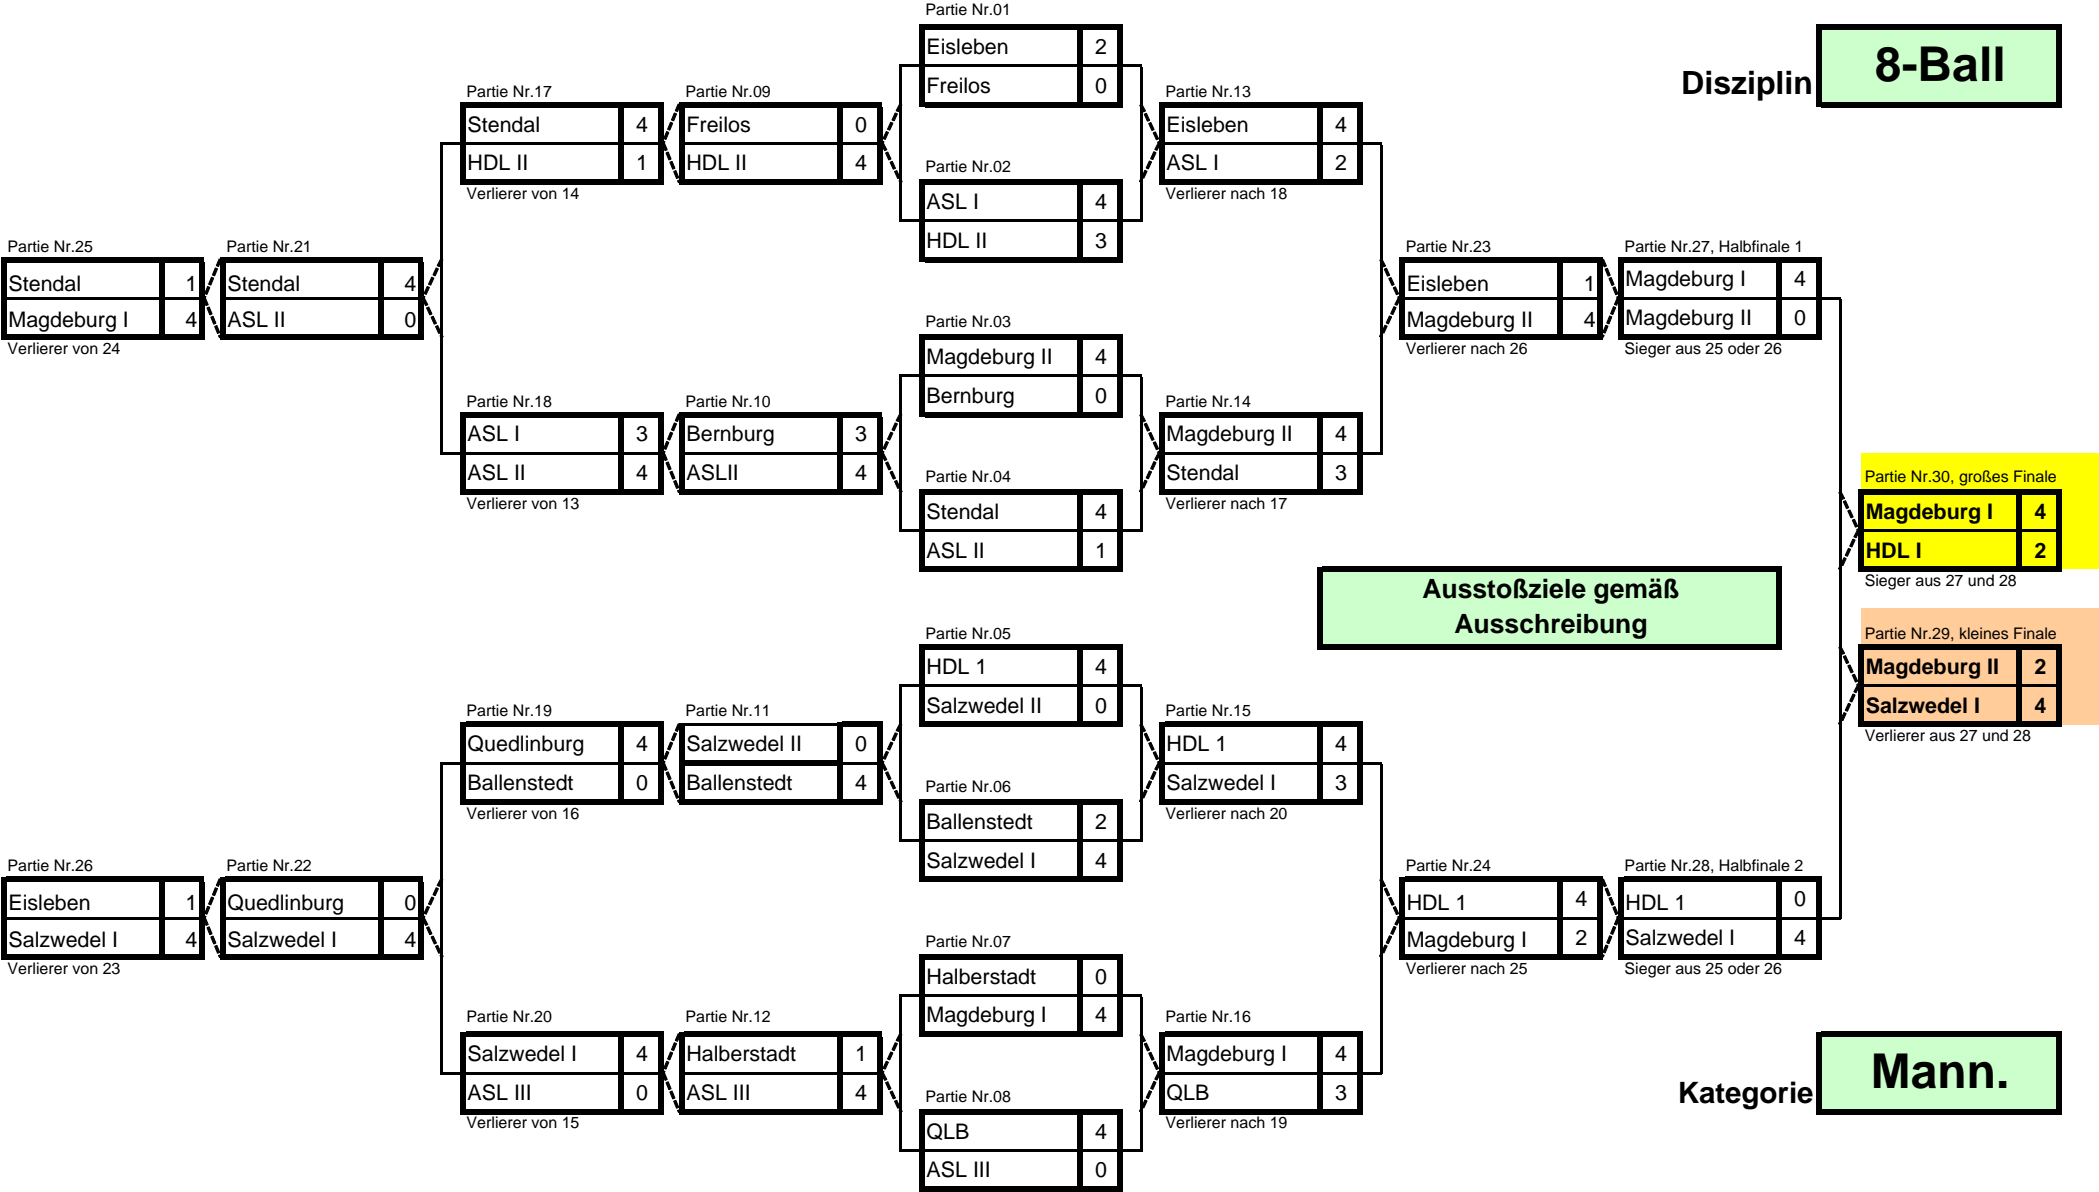 Partie Nr.01
Eisleben 2
Freilos 0
Disziplin 8-Ball
Partie Nr.17
Stendal 4
HDL II 1
Verlierer von 14
Partie Nr.09
Freilos 0
HDL II 4
Partie Nr.02
ASL I 4
HDL II 3
Partie Nr.13
Eisleben 4
ASL I 2
Verlierer nach 18
Partie Nr.25
Stendal 1
Magdeburg I 4
Verlierer von 24
Partie Nr.21
Stendal 4
ASL II 0
Partie Nr.23
Eisleben 1
Magdeburg II 4
Verlierer nach 26
Partie Nr.27, Halbfinale 1
Magdeburg I 4
Magdeburg II 0
Sieger aus 25 oder 26
Partie Nr.03
Magdeburg II 4
Bernburg 0
Partie Nr.18
ASL I 3
ASL II 4
Verlierer von 13
Partie Nr.10
Bernburg 3
ASLII 4
Partie Nr.04
Stendal 4
ASL II 1
Partie Nr.14
Magdeburg II 4
Stendal 3
Verlierer nach 17
Partie Nr.30, großes Finale
Magdeburg I 4
HDL I 2
Sieger aus 27 und 28
Ausstoßziele gemäß
Ausschreibung
Partie Nr.29, kleines Finale
Magdeburg II 2
Salzwedel I 4
Verlierer aus 27 und 28
Partie Nr.05
HDL 1 4
Salzwedel II 0
Partie Nr.19
Quedlinburg 4
Ballenstedt 0
Verlierer von 16
Partie Nr.11
Salzwedel II 0
Ballenstedt 4
Partie Nr.06
Ballenstedt 2
Salzwedel I 4
Partie Nr.15
HDL 1 4
Salzwedel I 3
Verlierer nach 20
Partie Nr.26
Eisleben 1
Salzwedel I 4
Verlierer von 23
Partie Nr.22
Quedlinburg 0
Salzwedel I 4
Partie Nr.24
HDL 1 4
Magdeburg I 2
Verlierer nach 25
Partie Nr.28, Halbfinale 2
HDL 1 0
Salzwedel I 4
Sieger aus 25 oder 26
Partie Nr.07
Halberstadt 0
Magdeburg I 4
Partie Nr.20
Salzwedel I 4
ASL III 0
Verlierer von 15
Partie Nr.12
Halberstadt 1
ASL III 4
Partie Nr.08
QLB 4
ASL III 0
Partie Nr.16
Magdeburg I 4
QLB 3
Verlierer nach 19
Kategorie Mann.